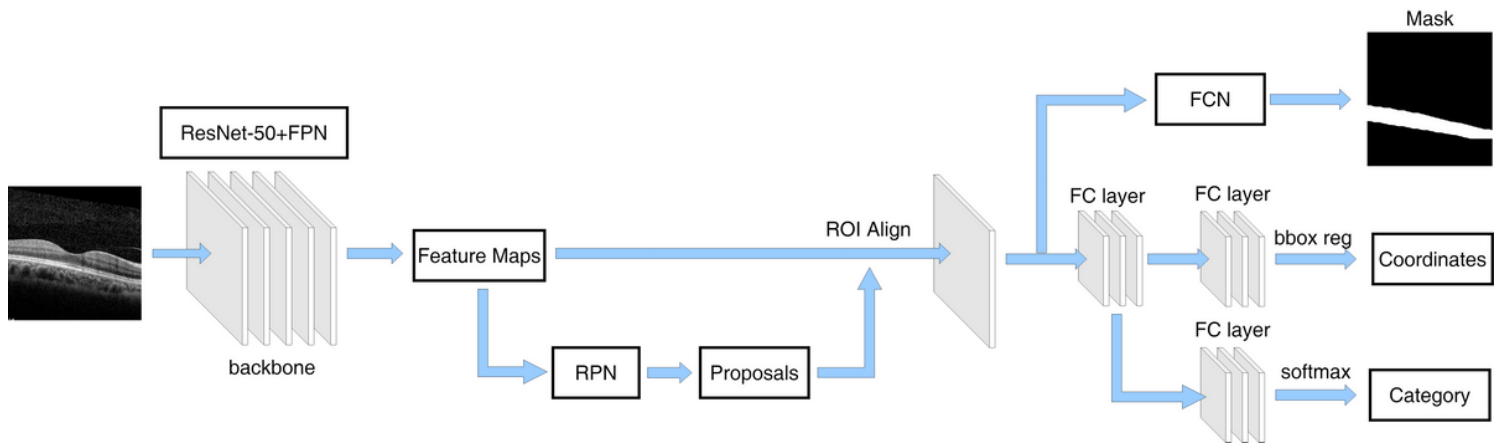 Mask
FCN
ResNet-50+FPN
FC layer
FC layer
ROI Align
bbox reg
Feature Maps
Coordinates
FC layer
backbone
RPN
Proposals
softmax
Category